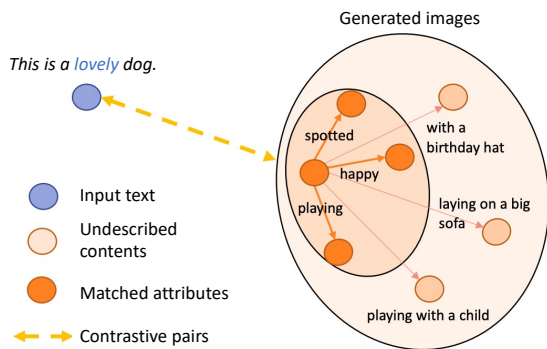 Generated images
This is a lovely dog.
spotted
with a
birthday hat
happy
Input text
playing
laying on a big
sofa
Undescribed
contents
Matched attributes
playing with a child
Contrastive pairs